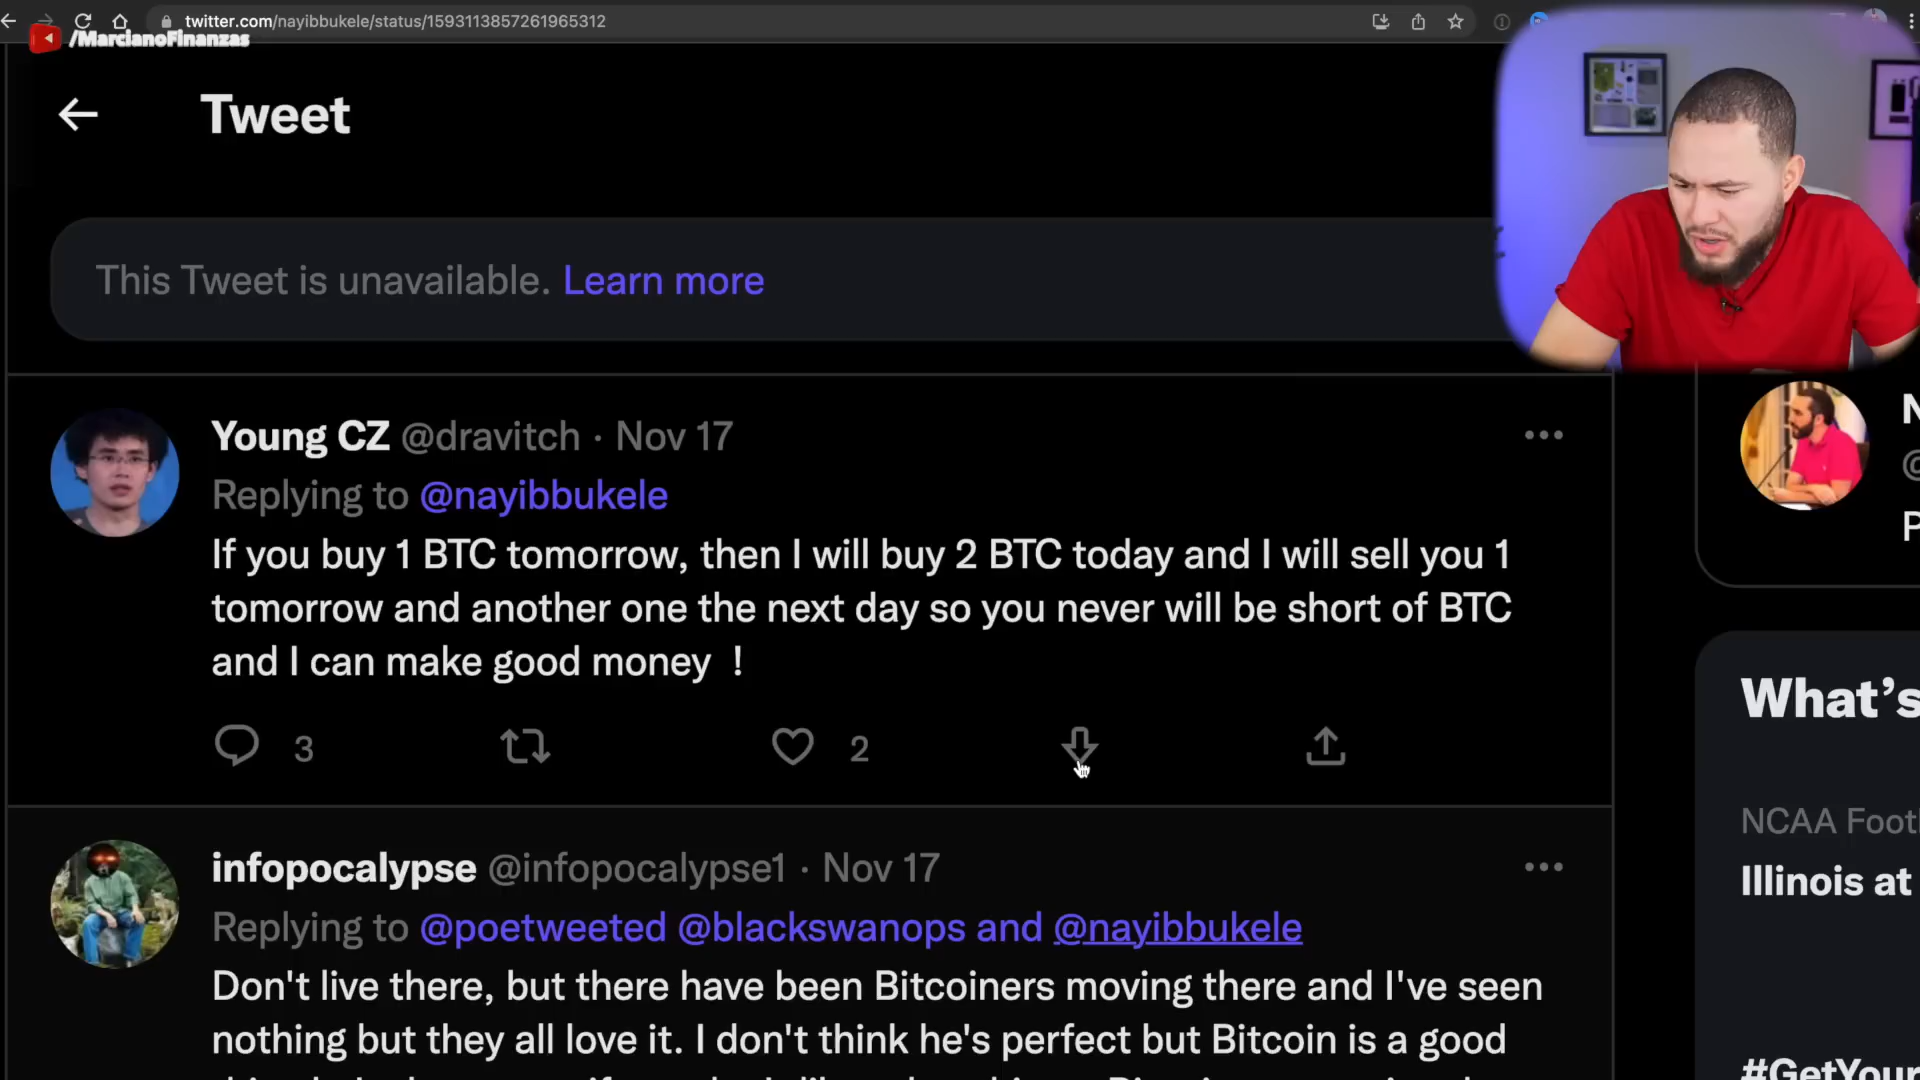 twitter.com/nayibbukele/status/1593113857261965312
/MarcianoFinanzas
Tweet
This Tweet is unavailable. Learn more
Young CZ @dravitch · Nov 17
Replying to @nayibbukele
If you buy 1 BTC tomorrow, then I will buy 2 BTC today and I will sell you 1
tomorrow and another one the next day so you never will be short of BTC
and I can make good money !
3
2
infopocalypse @infopocalypse1 · Nov 17
Replying to @poetweeted @blackswanops and @nayibbukele
Don't live there, but there have been Bitcoiners moving there and I've seen
nothing but they all love it. I don't think he's perfect but Bitcoin is a good
N
@
P
What's
NCAA Footl
Illinois at
#GetYour